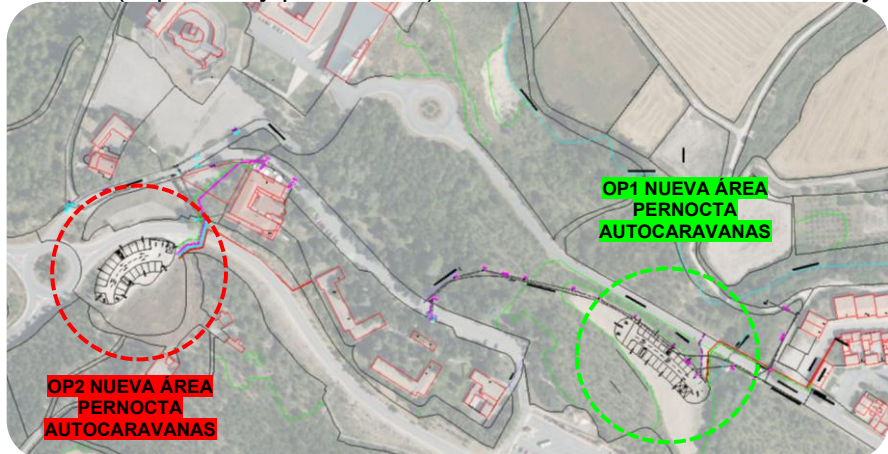 OP1 NUEVA ÁREA
PERNOCTA
AUTOCARAVANAS
OP2 NUEVA ÁREA
PERNOCTA
AUTOCARAVANAS